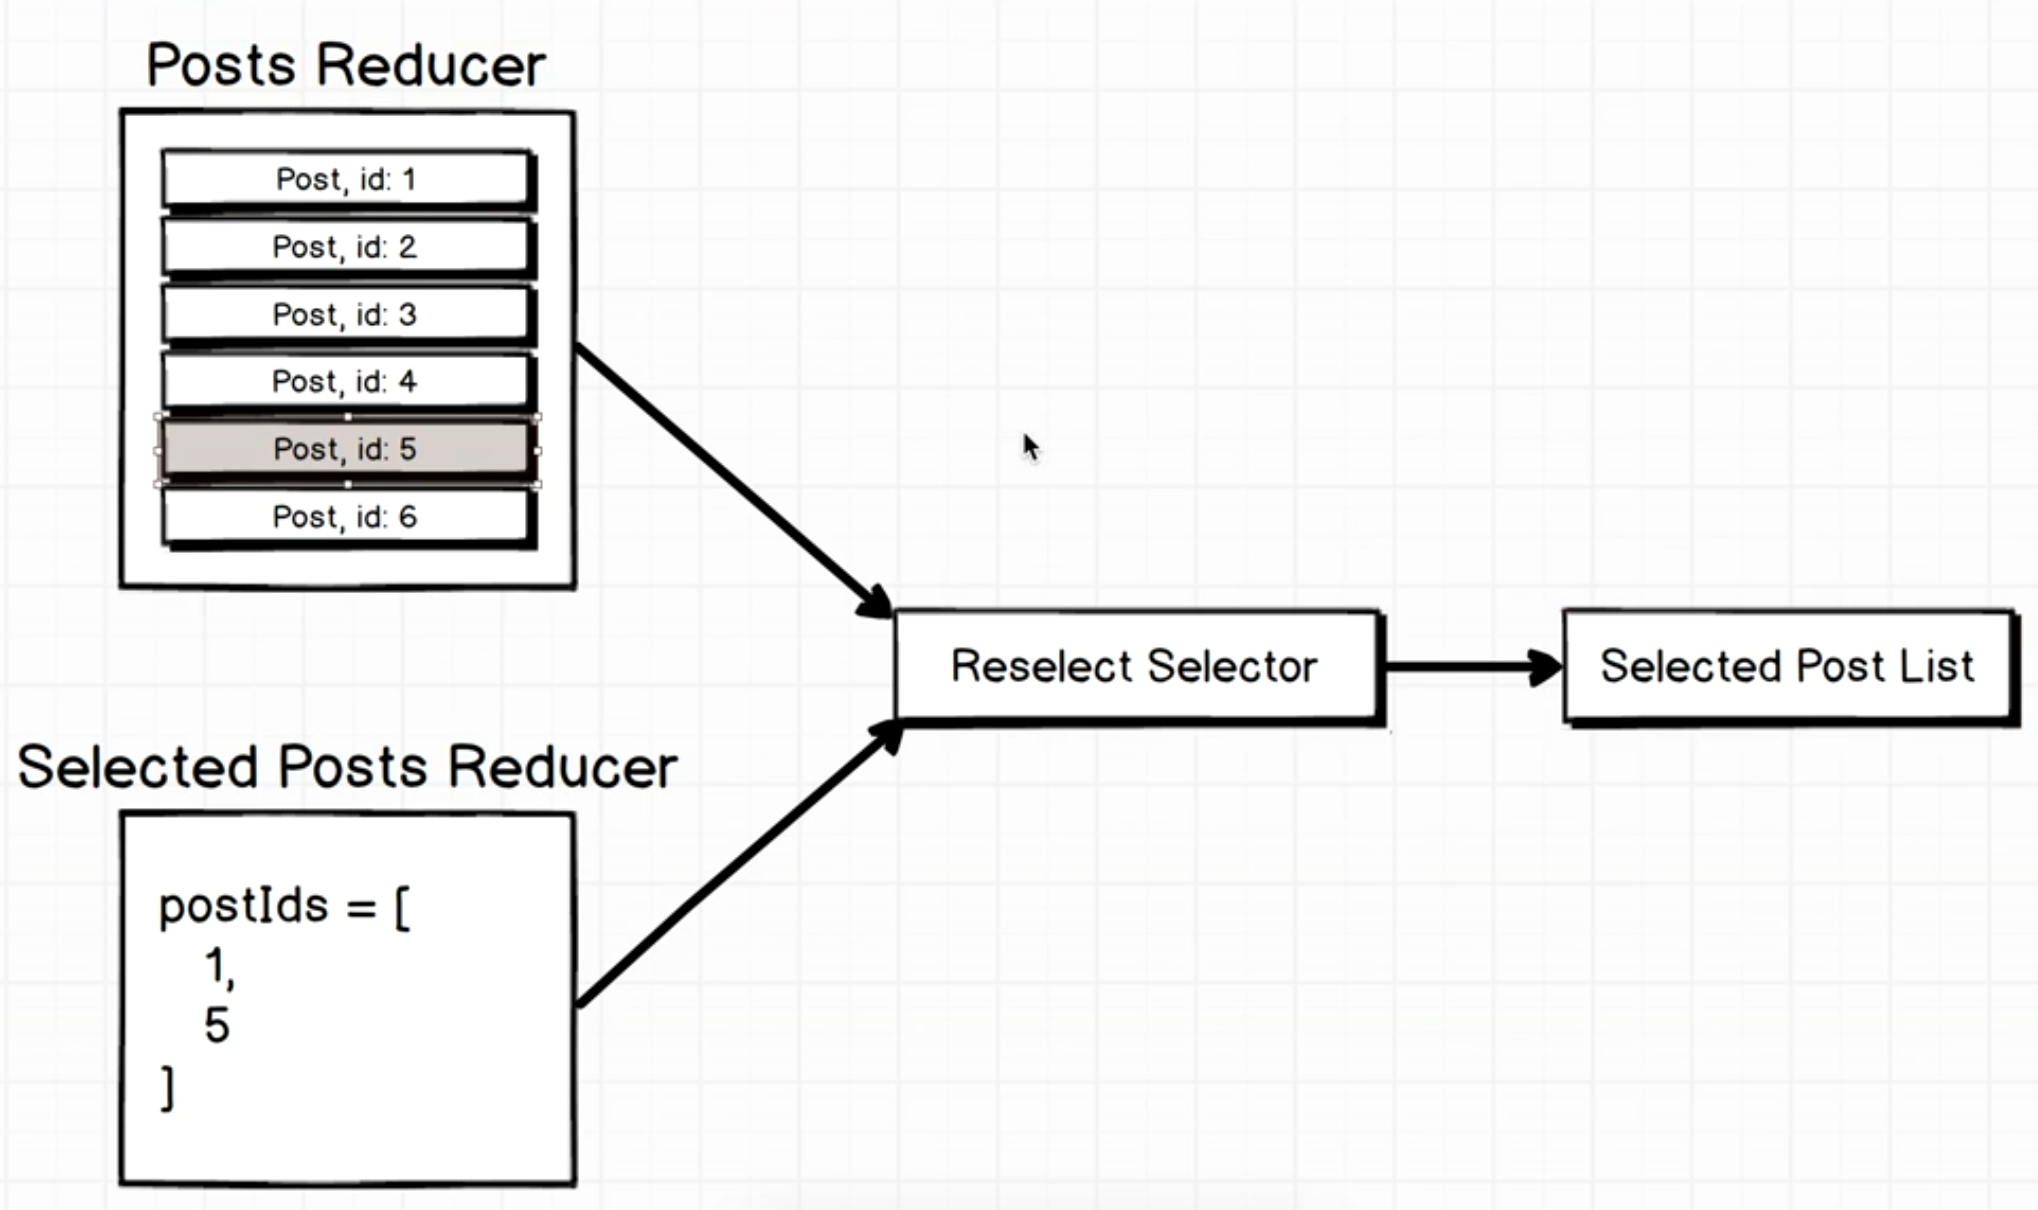 Posts Reducer
Post, id: 1
Post, id: 2
Post, id: 3
Post, id: 4
Post, id: 5
Post, id: 6
Reselect Selector
Selected Post List
Selected Posts Reducer
postIds = [
1,
5
]